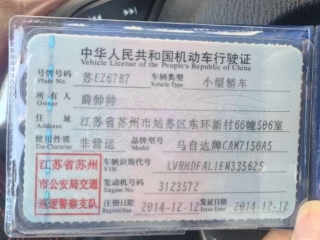 中华人民共和国机动车行驶证
Vehicle License of the People's Republic of China
号牌号码 苏EZ67B7 车辆类型 小型轿车
Plate No. Vehicle Type
所有人 薛帅帅
Owner
住址 江苏省苏州市姑苏区东环新村66幢506室
Address
使用性质 非营运 品牌型号 马自达牌CAM7150A5
Use Character Model
江苏省苏州 车辆识别代号 LVRHDFAL1EN335625
VIN
市公安局交通 发动机号码 312357Z
Engine No.
巡逻警察支队 注册日期 2014-12-12 发证日期 2014-12-12
Register Date Issue Date